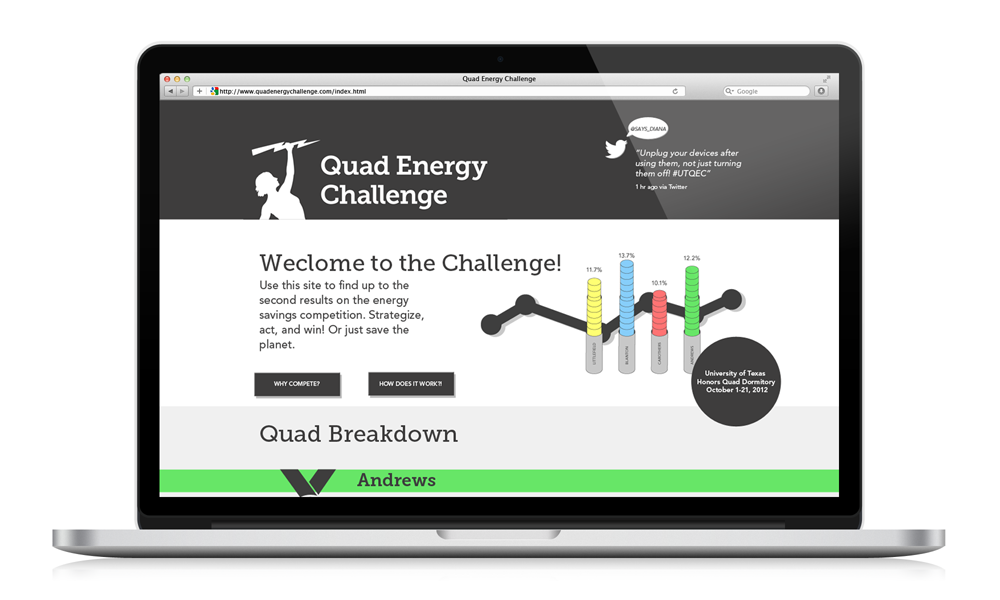 Quad Energy Challenge
http://www.quadenergychallenge.com/index.html
Google
Quad Energy
Challenge
@SAYS_DIANA
“Unplug your devices after
using them, not just turning
them off! #UTQEC”
1 hr ago via Twitter
Weclome to the Challenge!
Use this site to find up to the
second results on the energy
savings competition. Strategize,
act, and win! Or just save the
planet.
WHY COMPETE?
HOW DOES IT WORK?!
11.7%
13.7%
10.1%
12.2%
LITTLEFIELD
BLANTON
CAROTHERS
ANDREWS
University of Texas
Honors Quad Dormitory
October 1-21, 2012
Quad Breakdown
Andrews